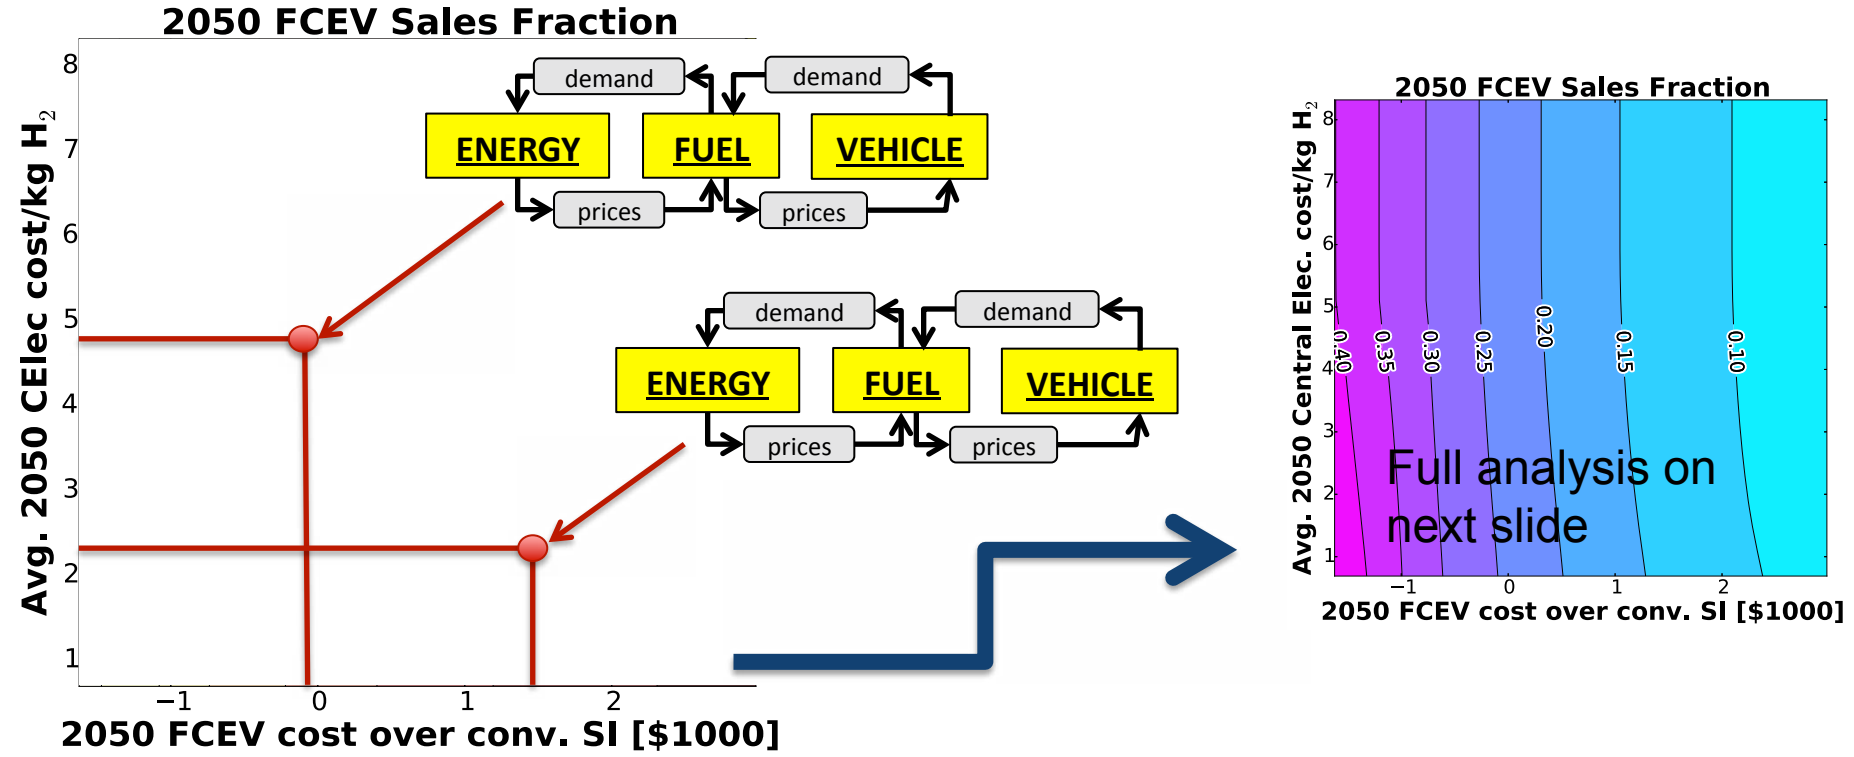 2050 FCEV Sales Fraction
Avg. 2050 CElec cost/kg H₂
8
7
6
5
4
3
2
1
−1 0 1 2
2050 FCEV cost over conv. SI [$1000]
demand demand
ENERGY FUEL VEHICLE
prices prices
demand demand
ENERGY FUEL VEHICLE
prices prices
2050 FCEV Sales Fraction
Avg. 2050 Central Elec. cost/kg H₂
8
7
6
5
4
3
2
1
0.40 0.35 0.30 0.25 0.20 0.15 0.10
Full analysis on
next slide
−1 0 1 2
2050 FCEV cost over conv. SI [$1000]